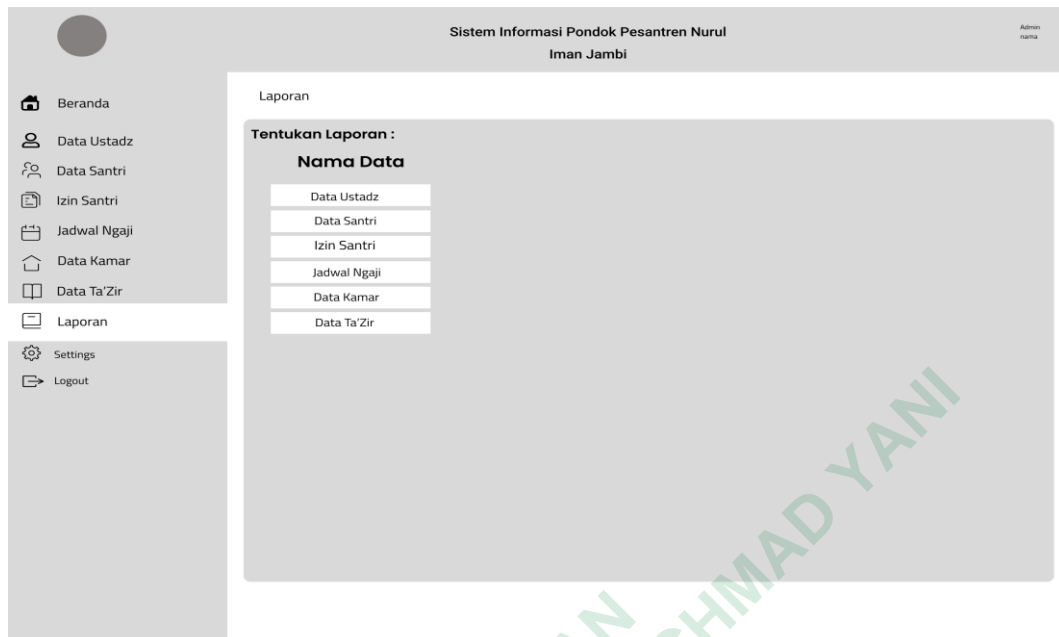 Sistem Informasi Pondok Pesantren Nurul
Iman Jambi
Admin
nama
Beranda
Data Ustadz
Data Santri
Izin Santri
Jadwal Ngaji
Data Kamar
Data Ta'Zir
Laporan
Settings
Logout
Laporan
Tentukan Laporan :
Nama Data
Data Ustadz
Data Santri
Izin Santri
Jadwal Ngaji
Data Kamar
Data Ta'Zir
AN
HMAD YANI